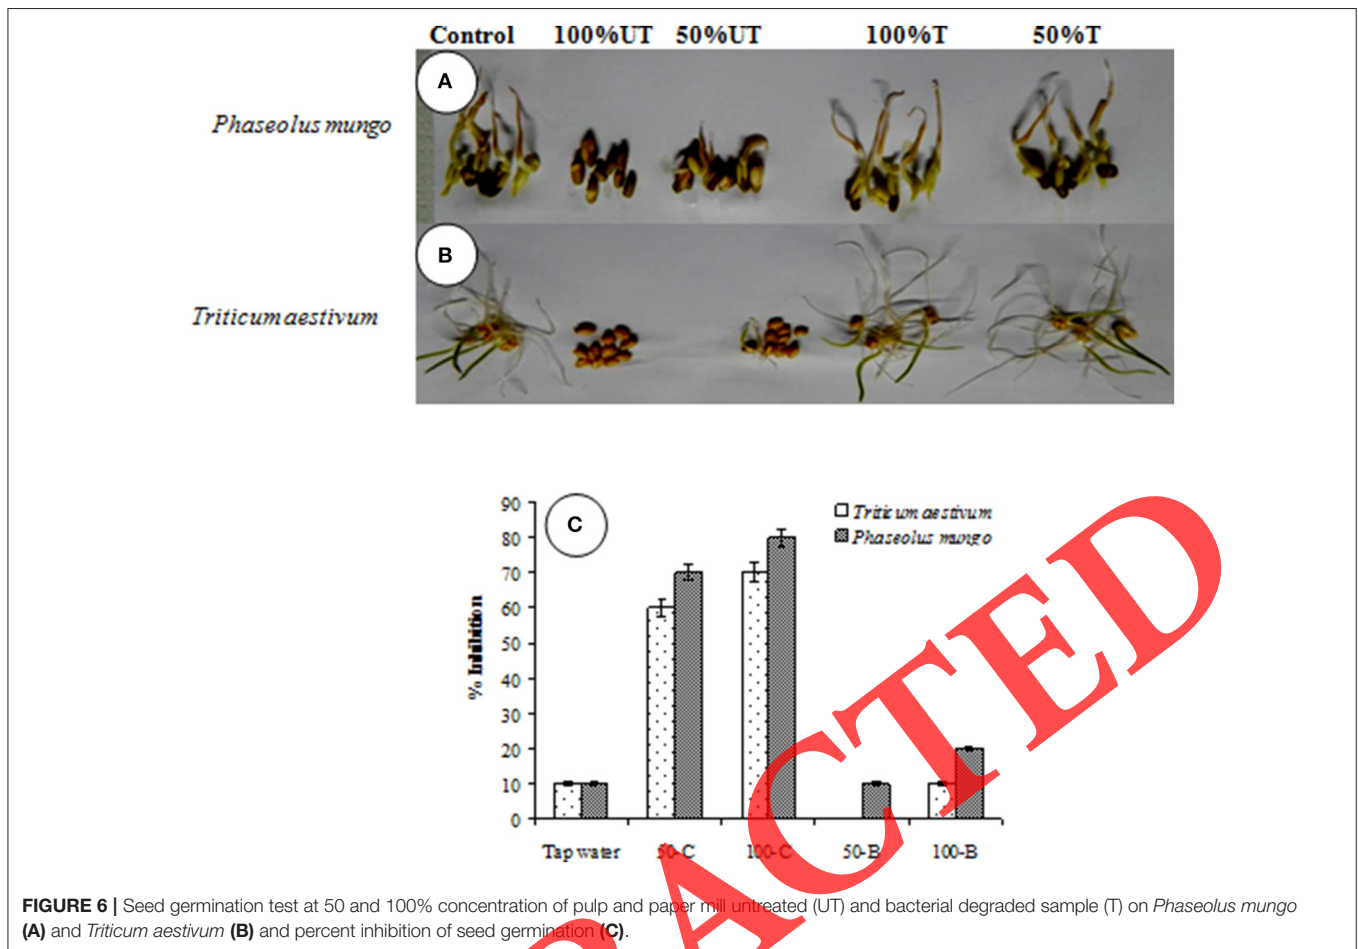 Control 100%UT 50%UT 100%T 50%T
A
Phaseolus mungo
B
Triticum aestivum
C
Triticum aestivum
Phaseolus mungo
% Inhibition
90
80
70
60
50
40
30
20
10
0
Tap water 50-C 100-C 50-B 100-B
ACTED
FIGURE 6 | Seed germination test at 50 and 100% concentration of pulp and paper mill untreated (UT) and bacterial degraded sample (T) on Phaseolus mungo
(A) and Triticum aestivum (B) and percent inhibition of seed germination (C).